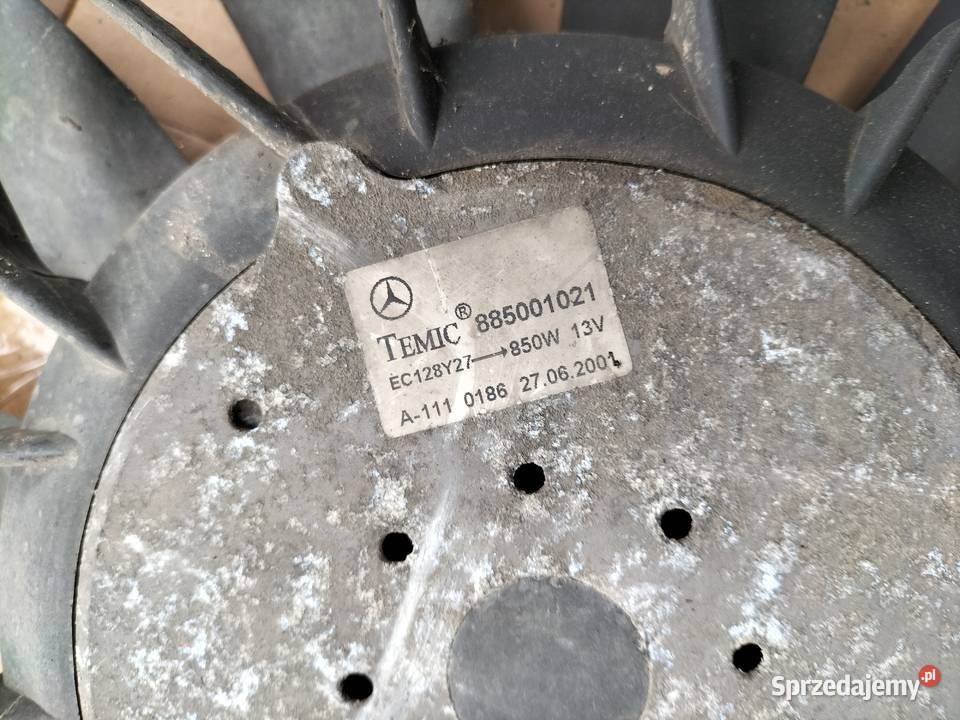 TEMIC® 885001021
EC128Y27→850W 13V
A-111 0186 27.06.2001
Sprzedajemy.pl